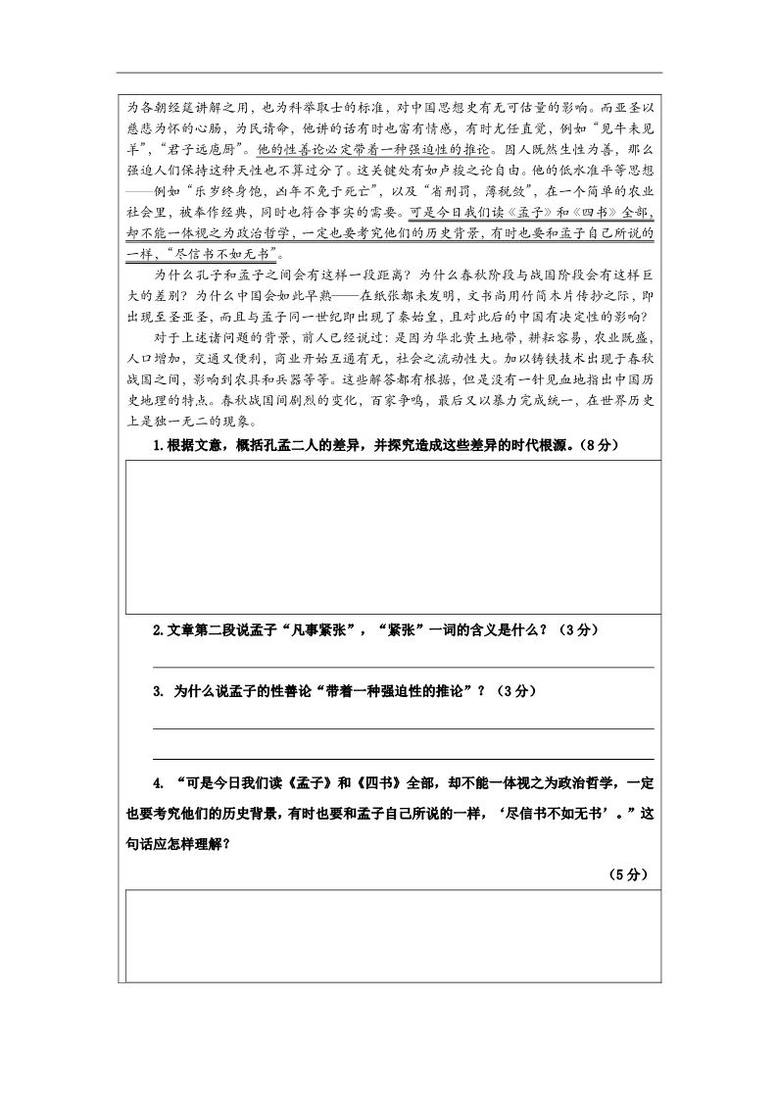 为各朝经筵讲解之用，也为科举取士的标准，对中国思想史有无可估量的影响。而亚圣以
慈悲为怀的心肠，为民请命，他讲的话有时也富有情感，有时尤任直觉，例如“见牛未见
羊”，“君子远庖厨”。他的性善论必定带着一种强迫性的推论。因人既然生性为善，那么
强迫人们保持这种天性也不算过分了。这关键处有如卢梭之论自由。他的低水准平等思想
——例如“乐岁终身饱，凶年不免于死亡”，以及“省刑罚，薄税敛”，在一个简单的农业
社会里，被奉作经典，同时也符合事实的需要。可是今日我们读《孟子》和《四书》全部，
却不能一体视之为政治哲学，一定也要考究他们的历史背景，有时也要和孟子自己所说的
一样、“尽信书不如无书”。
为什么孔子和孟子之间会有这样一段距离？为什么春秋阶段与战国阶段会有这样巨
大的差别？为什么中国会如此早熟——在纸张都未发明，文书尚用竹简木片传抄之际，即
出现至圣亚圣，而且与孟子同一世纪即出现了秦始皇，且对此后的中国有决定性的影响？
对于上述诸问题的背景，前人已经说过：是因为华北黄土地带，耕耘容易，农业既盛，
人口增加，交通又便利，商业开始互通有无，社会之流动性大。加以铸铁技术出现于春秋
战国之间，影响到农具和兵器等等。这些解答都有根据，但是没有一针见血地指出中国历
史地理的特点。春秋战国间剧烈的变化，百家争鸣，最后又以暴力完成统一，在世界历史
上是独一无二的现象。
1.根据文意，概括孔孟二人的差异，并探究造成这些差异的时代根源。（8 分）
2.文章第二段说孟子“凡事紧张”，“紧张”一词的含义是什么？（3 分）
3. 为什么说孟子的性善论“带着一种强迫性的推论”？（3 分）
4. “可是今日我们读《孟子》和《四书》全部，却不能一体视之为政治哲学，一定
也要考究他们的历史背景，有时也要和孟子自己所说的一样，‘尽信书不如无书’。”这
句话应怎样理解？
（5 分）